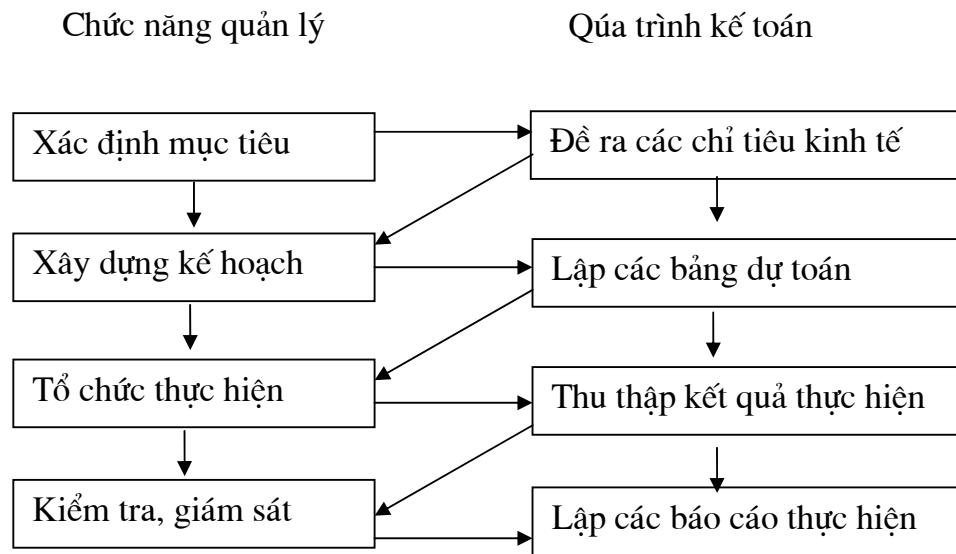 Chức năng quản lý
Qúa trình kế toán
Xác định mục tiêu
Đề ra các chỉ tiêu kinh tế
Xây dựng kế hoạch
Lập các bảng dự toán
Tổ chức thực hiện
Thu thập kết quả thực hiện
Kiểm tra, giám sát
Lập các báo cáo thực hiện